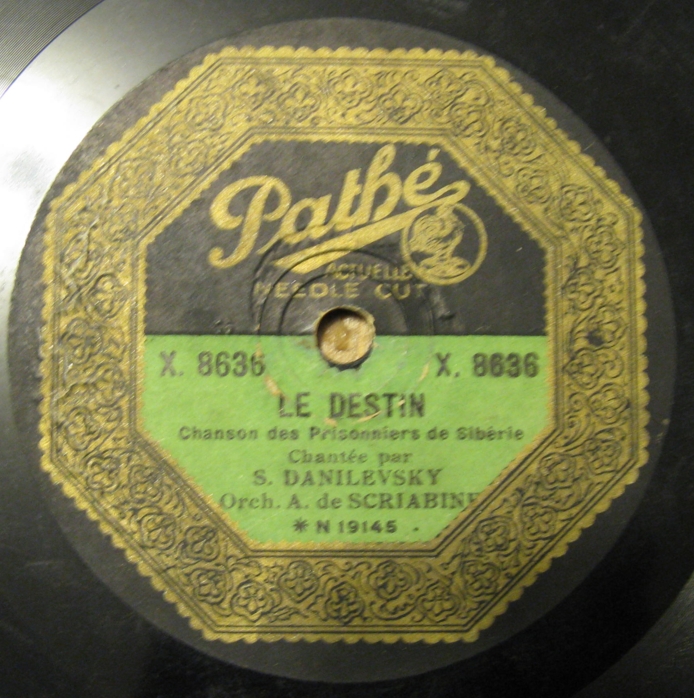 Pathé
ACTUELLE
NEEDLE CUT
X. 8636 X. 8636
LE DESTIN
Chanson des Prisonniers de Sibérie
Chantée par
S. DANILEVSKY
Orch. A. de SCRIABINE
* N 19145 .